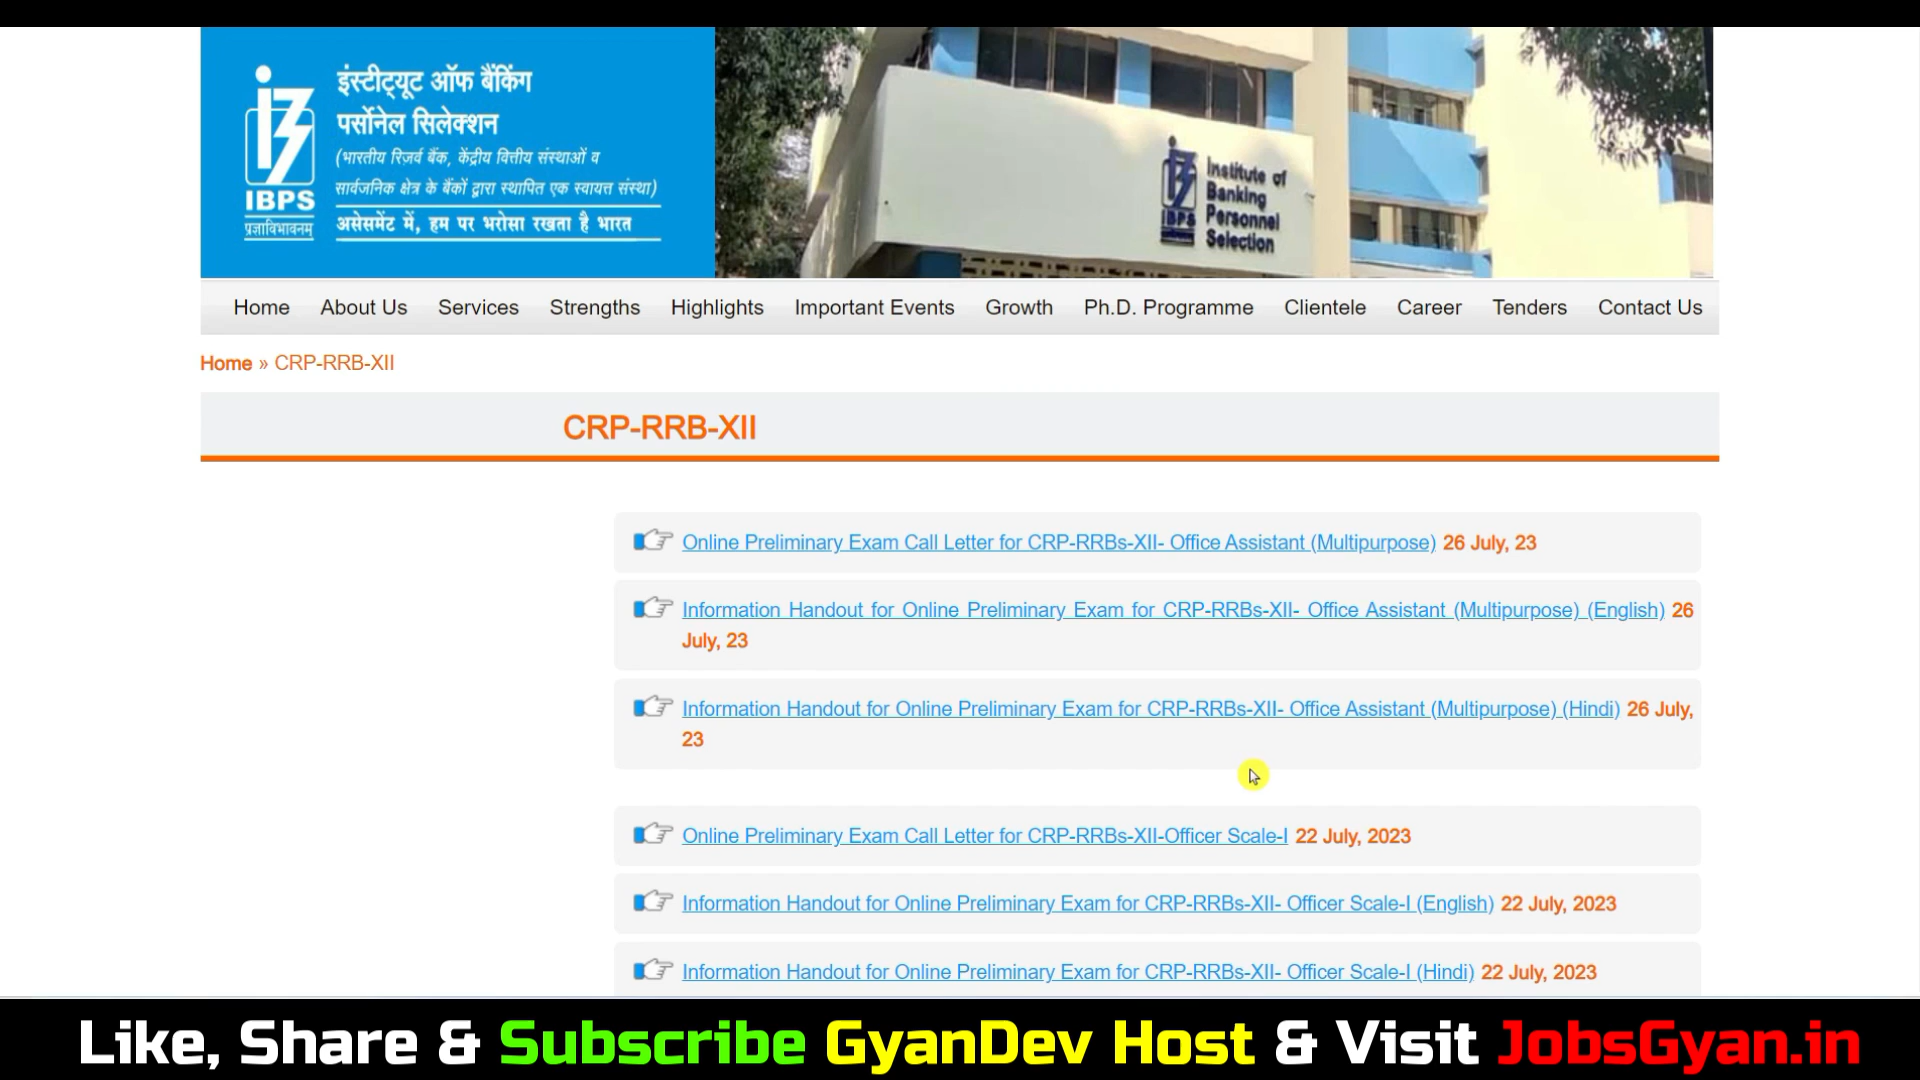 इंस्टीट्यूट ऑफ बैंकिंग
पर्सोनेल सिलेक्शन
(भारतीय रिज़र्व बैंक, केंद्रीय वित्तीय संस्थाओं व
सार्वजनिक क्षेत्र के बैंकों द्वारा स्थापित एक स्वायत्त संस्था)
असेसमेंट में, हम पर भरोसा रखता है भारत
IBPS
प्रज्ञाविभावनम्
Institute of
Banking
Personnel
Selection
IBPS
Home About Us Services Strengths Highlights Important Events Growth Ph.D. Programme Clientele Career Tenders Contact Us
Home » CRP-RRB-XII
CRP-RRB-XII
Online Preliminary Exam Call Letter for CRP-RRBs-XII- Office Assistant (Multipurpose) 26 July, 23
Information Handout for Online Preliminary Exam for CRP-RRBs-XII- Office Assistant (Multipurpose) (English) 26
July, 23
Information Handout for Online Preliminary Exam for CRP-RRBs-XII- Office Assistant (Multipurpose) (Hindi) 26 July,
23
Online Preliminary Exam Call Letter for CRP-RRBs-XII-Officer Scale-I 22 July, 2023
Information Handout for Online Preliminary Exam for CRP-RRBs-XII- Officer Scale-I (English) 22 July, 2023
Information Handout for Online Preliminary Exam for CRP-RRBs-XII- Officer Scale-I (Hindi) 22 July, 2023
Like, Share & Subscribe GyanDev Host & Visit JobsGyan.in